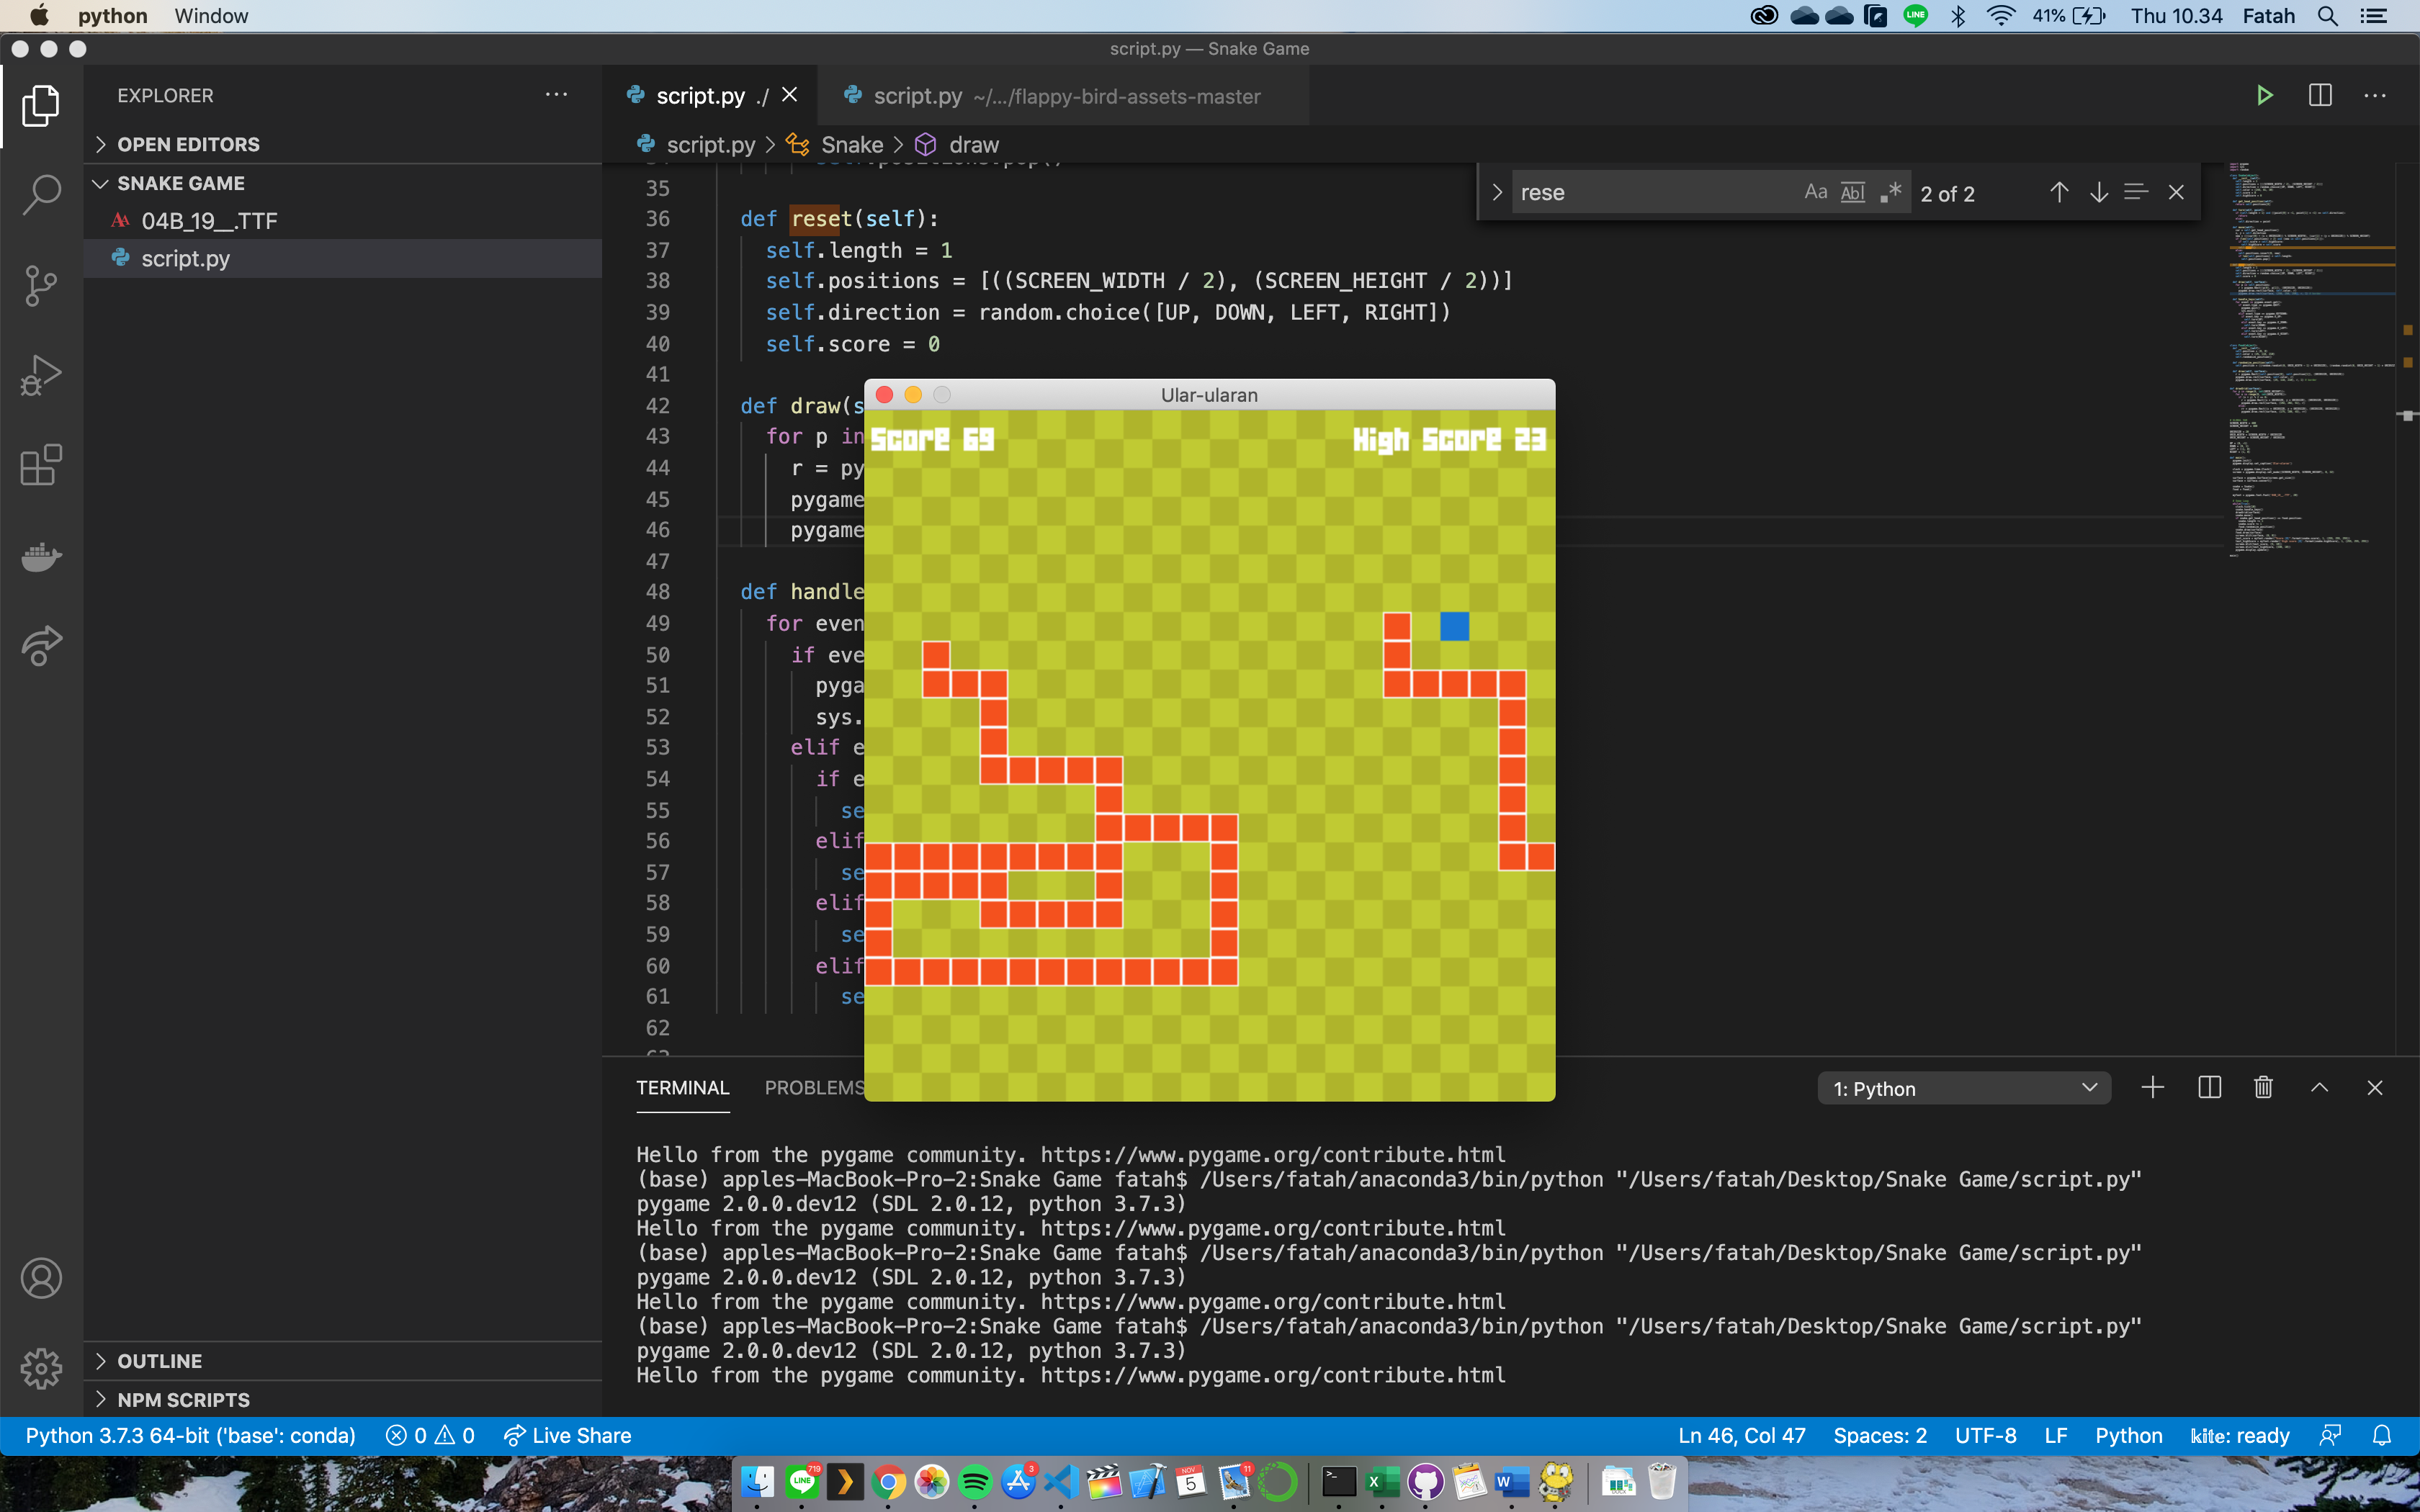 python Window
41% Thu 10.34 Fatah
script.py — Snake Game
EXPLORER
OPEN EDITORS
SNAKE GAME
04B_19__.TTF
script.py
OUTLINE
NPM SCRIPTS
script.py ./
script.py ~/.../flappy-bird-assets-master
script.py > Snake > draw
rese
Aa Abl .* 2 of 2
35
36 def reset(self):
37 self.length = 1
38 self.positions = [((SCREEN_WIDTH / 2), (SCREEN_HEIGHT / 2))]
39 self.direction = random.choice([UP, DOWN, LEFT, RIGHT])
40 self.score = 0
41
42 def draw(s
43 for p in
44 r = py
45 pygame
46 pygame
47
48 def handle
49 for even
50 if eve
51 pyga
52 sys.
53 elif e
54 if e
55 se
56 elif
57 se
58 elif
59 se
60 elif
61 se
62
Ular-ularan
Score 69
High Score 23
TERMINAL PROBLEMS
1: Python
Hello from the pygame community. https://www.pygame.org/contribute.html
(base) apples-MacBook-Pro-2:Snake Game fatah$ /Users/fatah/anaconda3/bin/python "/Users/fatah/Desktop/Snake Game/script.py"
pygame 2.0.0.dev12 (SDL 2.0.12, python 3.7.3)
Hello from the pygame community. https://www.pygame.org/contribute.html
(base) apples-MacBook-Pro-2:Snake Game fatah$ /Users/fatah/anaconda3/bin/python "/Users/fatah/Desktop/Snake Game/script.py"
pygame 2.0.0.dev12 (SDL 2.0.12, python 3.7.3)
Hello from the pygame community. https://www.pygame.org/contribute.html
(base) apples-MacBook-Pro-2:Snake Game fatah$ /Users/fatah/anaconda3/bin/python "/Users/fatah/Desktop/Snake Game/script.py"
pygame 2.0.0.dev12 (SDL 2.0.12, python 3.7.3)
Hello from the pygame community. https://www.pygame.org/contribute.html
Python 3.7.3 64-bit ('base': conda) 0 0 Live Share
Ln 46, Col 47 Spaces: 2 UTF-8 LF Python kite: ready
719
LINE
3
NOV
5
11